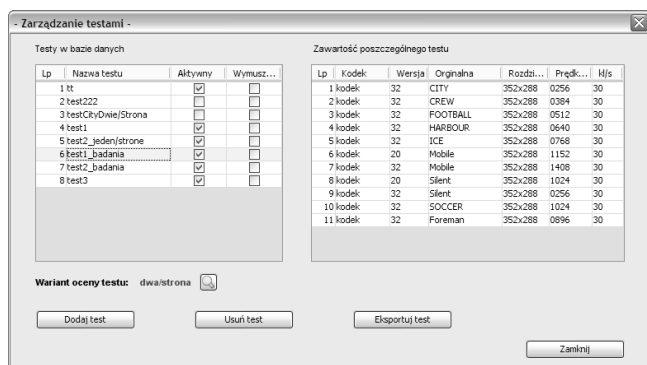 - Zarządzanie testami -
Testy w bazie danych
Lp Nazwa testu Aktywny Wymusz...
1 tt
2 test222
3 testCityDwie/Strona
4 test1
5 test2_jeden/strone
6 test1_badania
7 test2_badania
8 test3
Zawartość poszczególnego testu
Lp Kodek Wersja Orginalna Rozdzi... Prędk... kl/s
1 kodek 32 CITY 352x288 0256 30
2 kodek 32 CREW 352x288 0384 30
3 kodek 32 FOOTBALL 352x288 0512 30
4 kodek 32 HARBOUR 352x288 0640 30
5 kodek 32 ICE 352x288 0768 30
6 kodek 20 Mobile 352x288 1152 30
7 kodek 32 Mobile 352x288 1408 30
8 kodek 20 Silent 352x288 1024 30
9 kodek 32 Silent 352x288 0256 30
10 kodek 32 SOCCER 352x288 1024 30
11 kodek 32 Foreman 352x288 0896 30
Wariant oceny testu: dwa/strona
Dodaj test Usuń test Eksportuj test
Zamknij